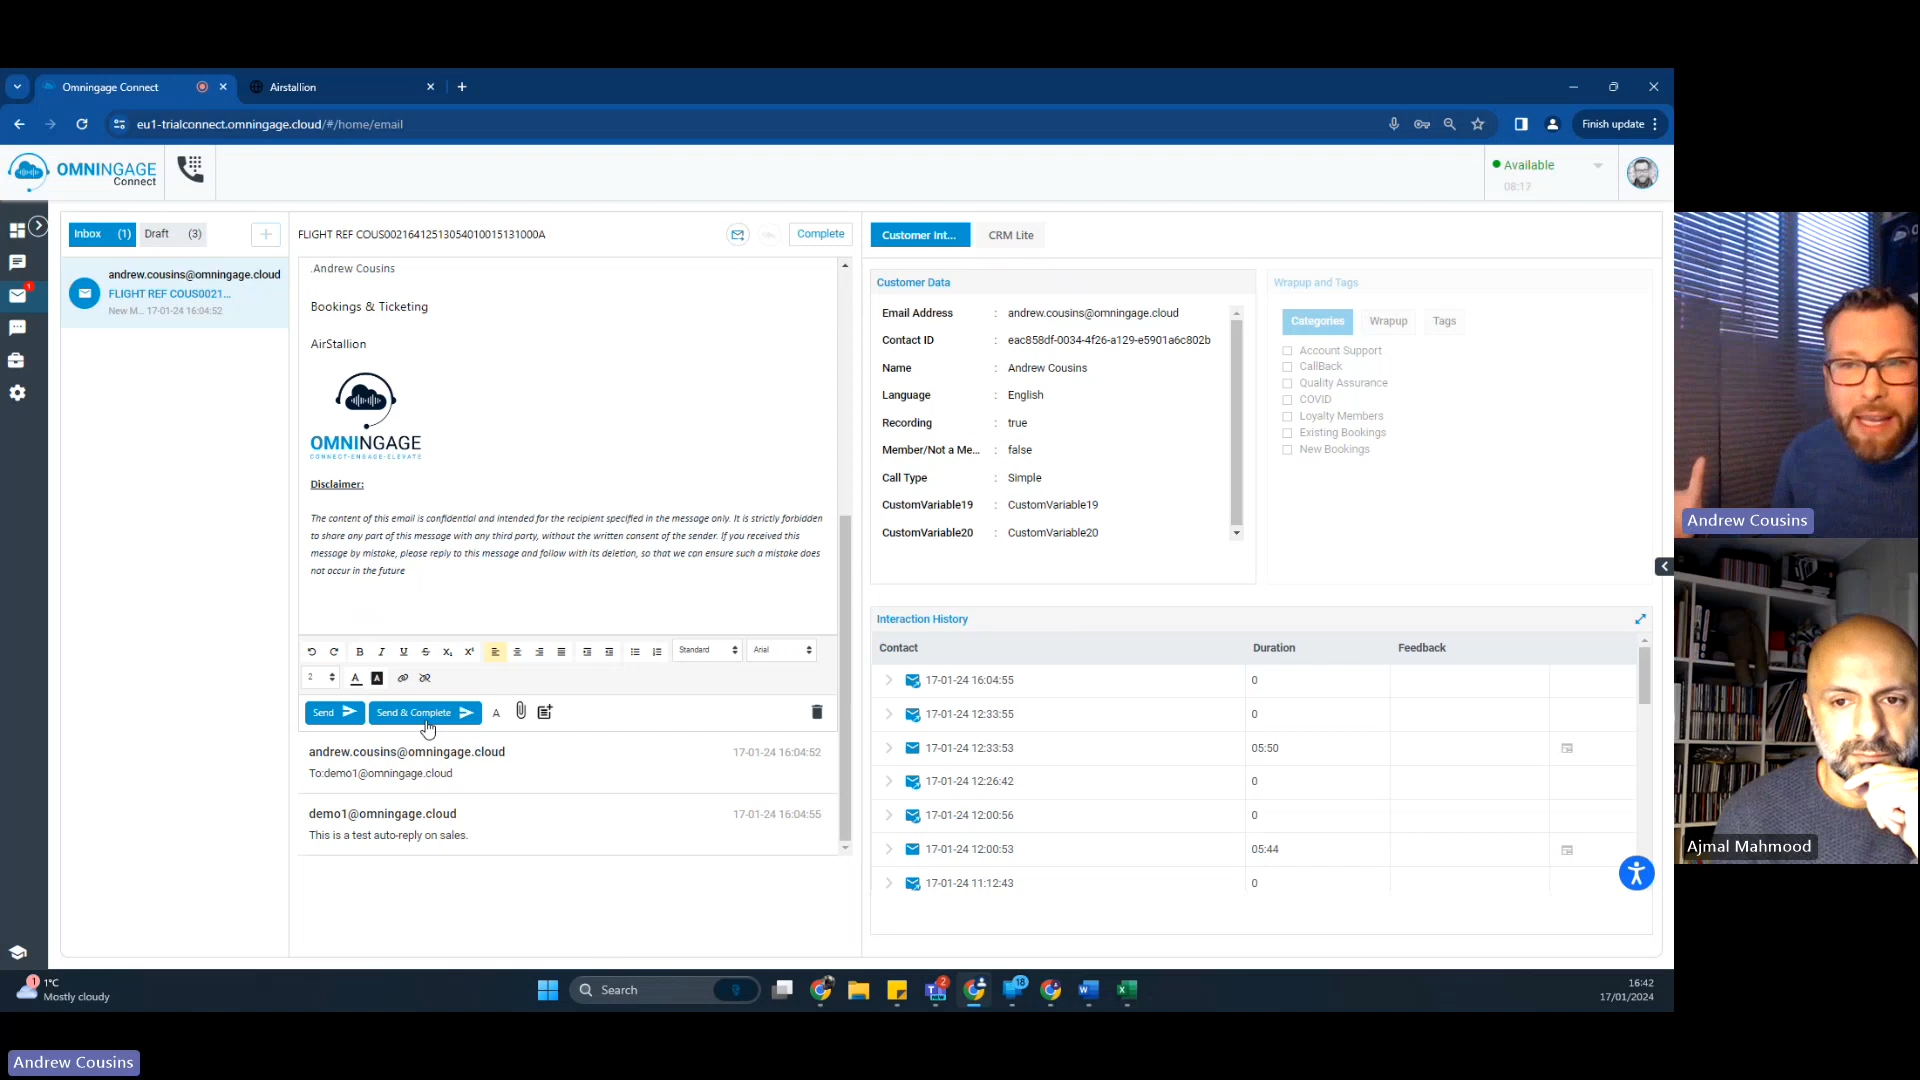 Omningage Connect
Airstallion
eu1-trialconnect.omningage.cloud/#/home/email
Finish update
OMNINGAGE
Connect
Available
08:17
Inbox (1)
Draft (3)
FLIGHT REF COUS00216412513054010015131000A
Complete
Customer Int...
CRM Lite
1
andrew.cousins@omningage.cloud
FLIGHT REF COUS0021...
New M... 17-01-24 16:04:52
.Andrew Cousins
Bookings & Ticketing
AirStallion
OMNINGAGE
CONNECT-ENGAGE-ELEVATE
Disclaimer:
The content of this email is confidential and intended for the recipient specified in the message only. It is strictly forbidden
to share any part of this message with any third party, without the written consent of the sender. If you received this
message by mistake, please reply to this message and follow with its deletion, so that we can ensure such a mistake does
not occur in the future
Standard
Arial
2
Send
Send & Complete
andrew.cousins@omningage.cloud 17-01-24 16:04:52
To:demo1@omningage.cloud
demo1@omningage.cloud 17-01-24 16:04:55
This is a test auto-reply on sales.
Customer Data
Email Address : andrew.cousins@omningage.cloud
Contact ID : eac858df-0034-4f26-a129-e5901a6c802b
Name : Andrew Cousins
Language : English
Recording : true
Member/Not a Me... : false
Call Type : Simple
CustomVariable19 : CustomVariable19
CustomVariable20 : CustomVariable20
Wrapup and Tags
Categories Wrapup Tags
Account Support
CallBack
Quality Assurance
COVID
Loyalty Members
Existing Bookings
New Bookings
Interaction History
Contact Duration Feedback
17-01-24 16:04:55 0
17-01-24 12:33:55 0
17-01-24 12:33:53 05:50
17-01-24 12:26:42 0
17-01-24 12:00:56 0
17-01-24 12:00:53 05:44
17-01-24 11:12:43 0
Andrew Cousins
Ajmal Mahmood
1
1°C
Mostly cloudy
Search
2
18
16:42
17/01/2024
Andrew Cousins